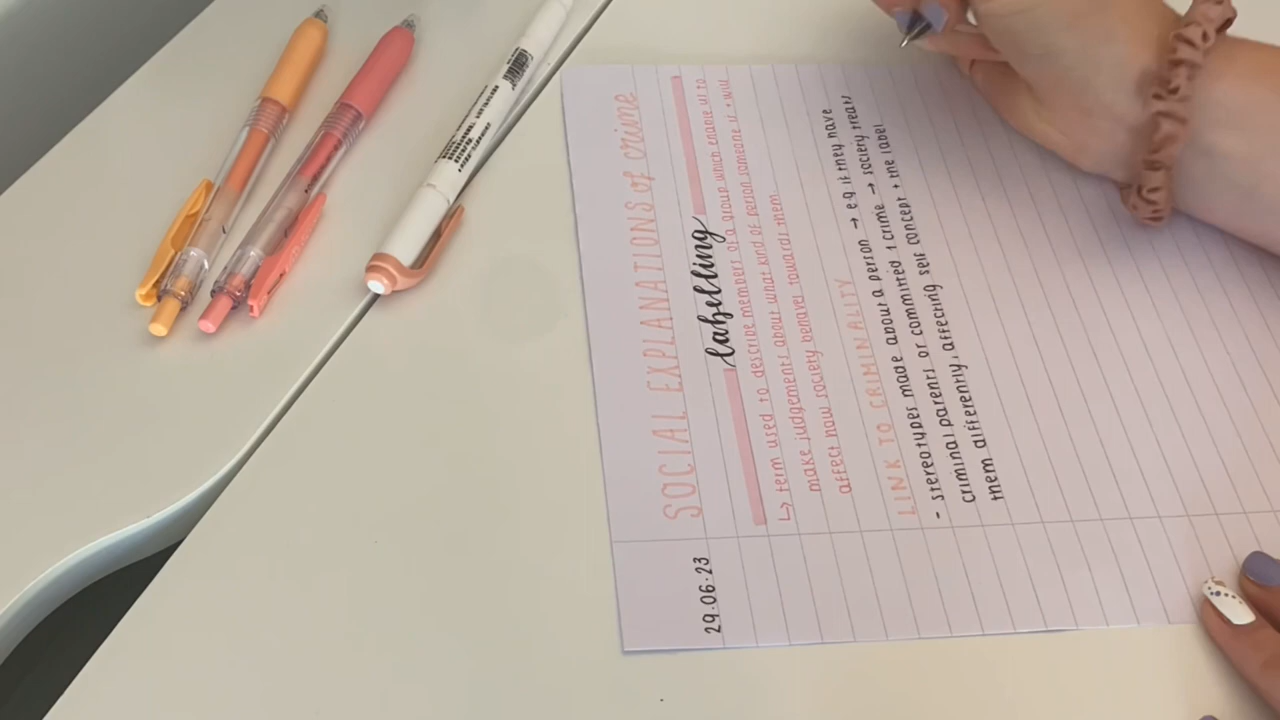 SOCIAL EXPLANATIONS of crime
29.06.23
labelling
↳ term used to describe members of a group which enable us to
make judgements about what kind of person someone is + will
affect how society behaves towards them.
LINK TO CRIMINALITY
- stereotypes made about a person → e.g if they have
criminal parents or committed 1 crime → society treats
them differently, affecting self concept + the label